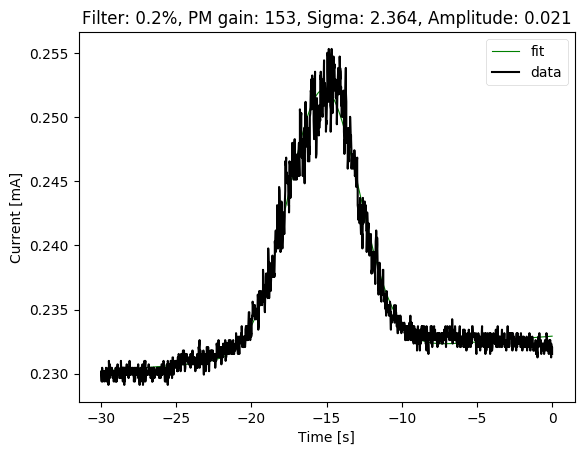 Filter: 0.2%, PM gain: 153, Sigma: 2.364, Amplitude: 0.021
fit
data
0.255
0.250
0.245
0.240
0.235
0.230
Current [mA]
−30 −25 −20 −15 −10 −5 0
Time [s]